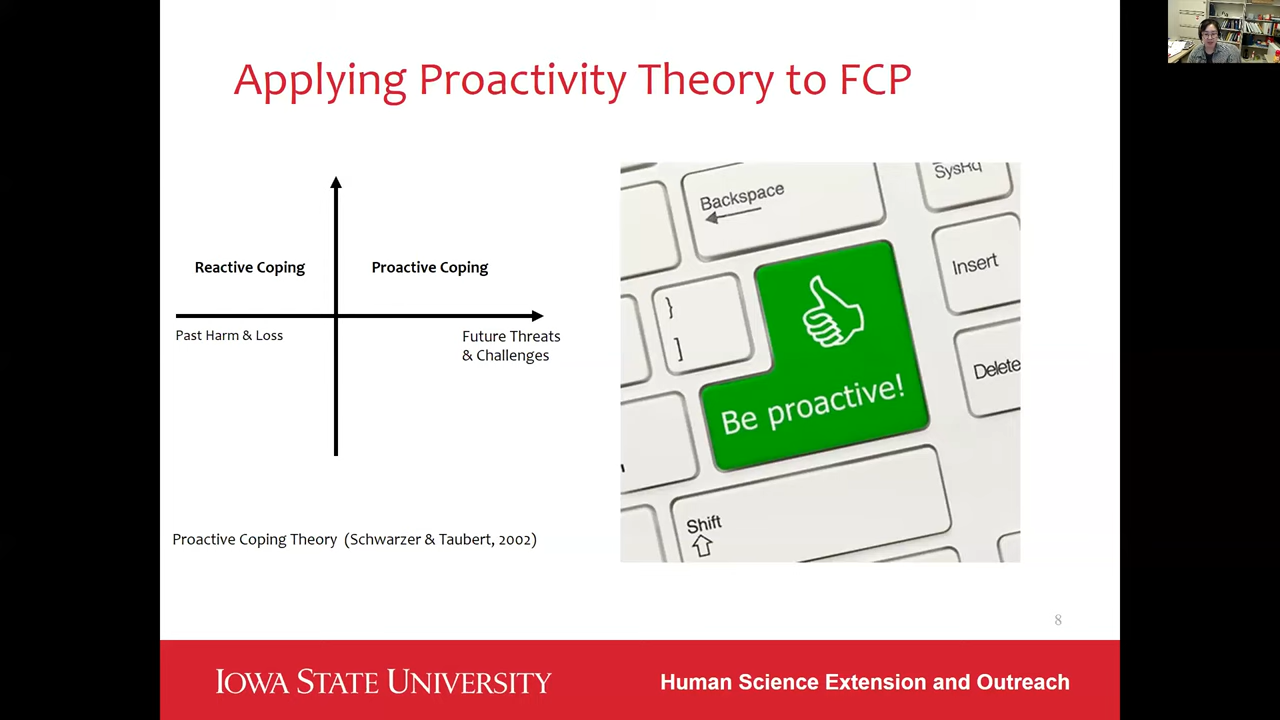 Applying Proactivity Theory to FCP
Reactive Coping
Proactive Coping
Past Harm & Loss
Future Threats
& Challenges
Proactive Coping Theory (Schwarzer & Taubert, 2002)
Backspace
SysRq
}
]
Insert
Delete
Be proactive!
Shift
8
IOWA STATE UNIVERSITY
Human Science Extension and Outreach